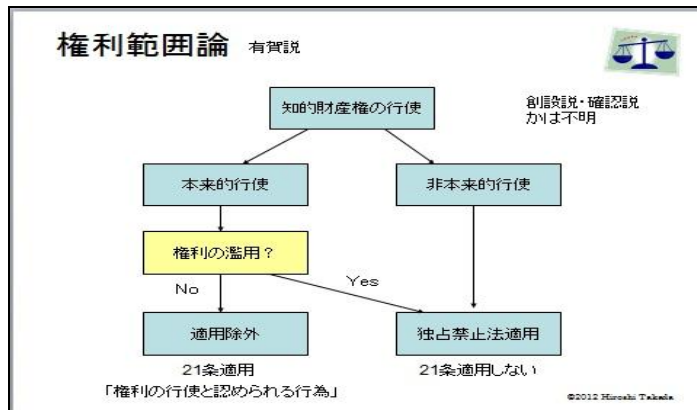 権利範囲論 有賀説
知的財産権の行使
創設説・確認説
かは不明
本来的行使
非本来的行使
権利の濫用？
No
Yes
適用除外
独占禁止法適用
21条適用
「権利の行使と認められる行為」
21条適用しない
©2012 Hiroshi Takada